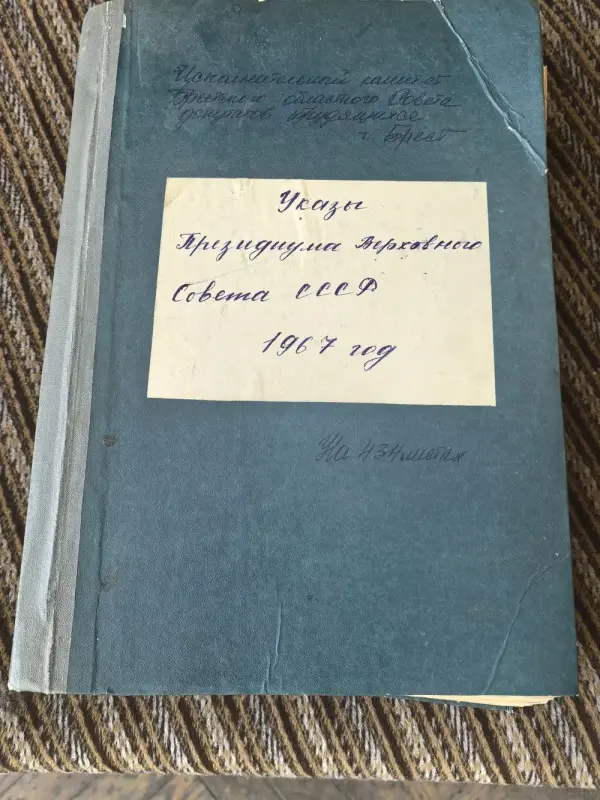 Исполнительный комитет
Брестского областного Совета
депутатов трудящихся
г. Брест
Указы
Президиума Верховного
Совета СССР
1967 год
На 434 листах